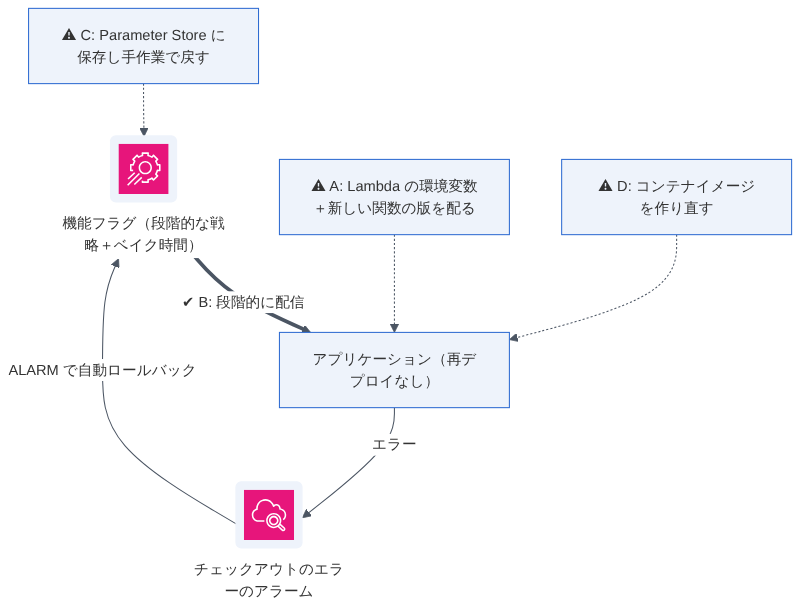 ⚠ C: Parameter Store に
保存し手作業で戻す
⚠ A: Lambda の環境変数
＋新しい関数の版を配る
⚠ D: コンテナイメージ
を作り直す
機能フラグ（段階的な戦
略＋ベイク時間）
✔ B: 段階的に配信
アプリケーション（再デ
プロイなし）
ALARM で自動ロールバック
エラー
チェックアウトのエラ
ーのアラーム